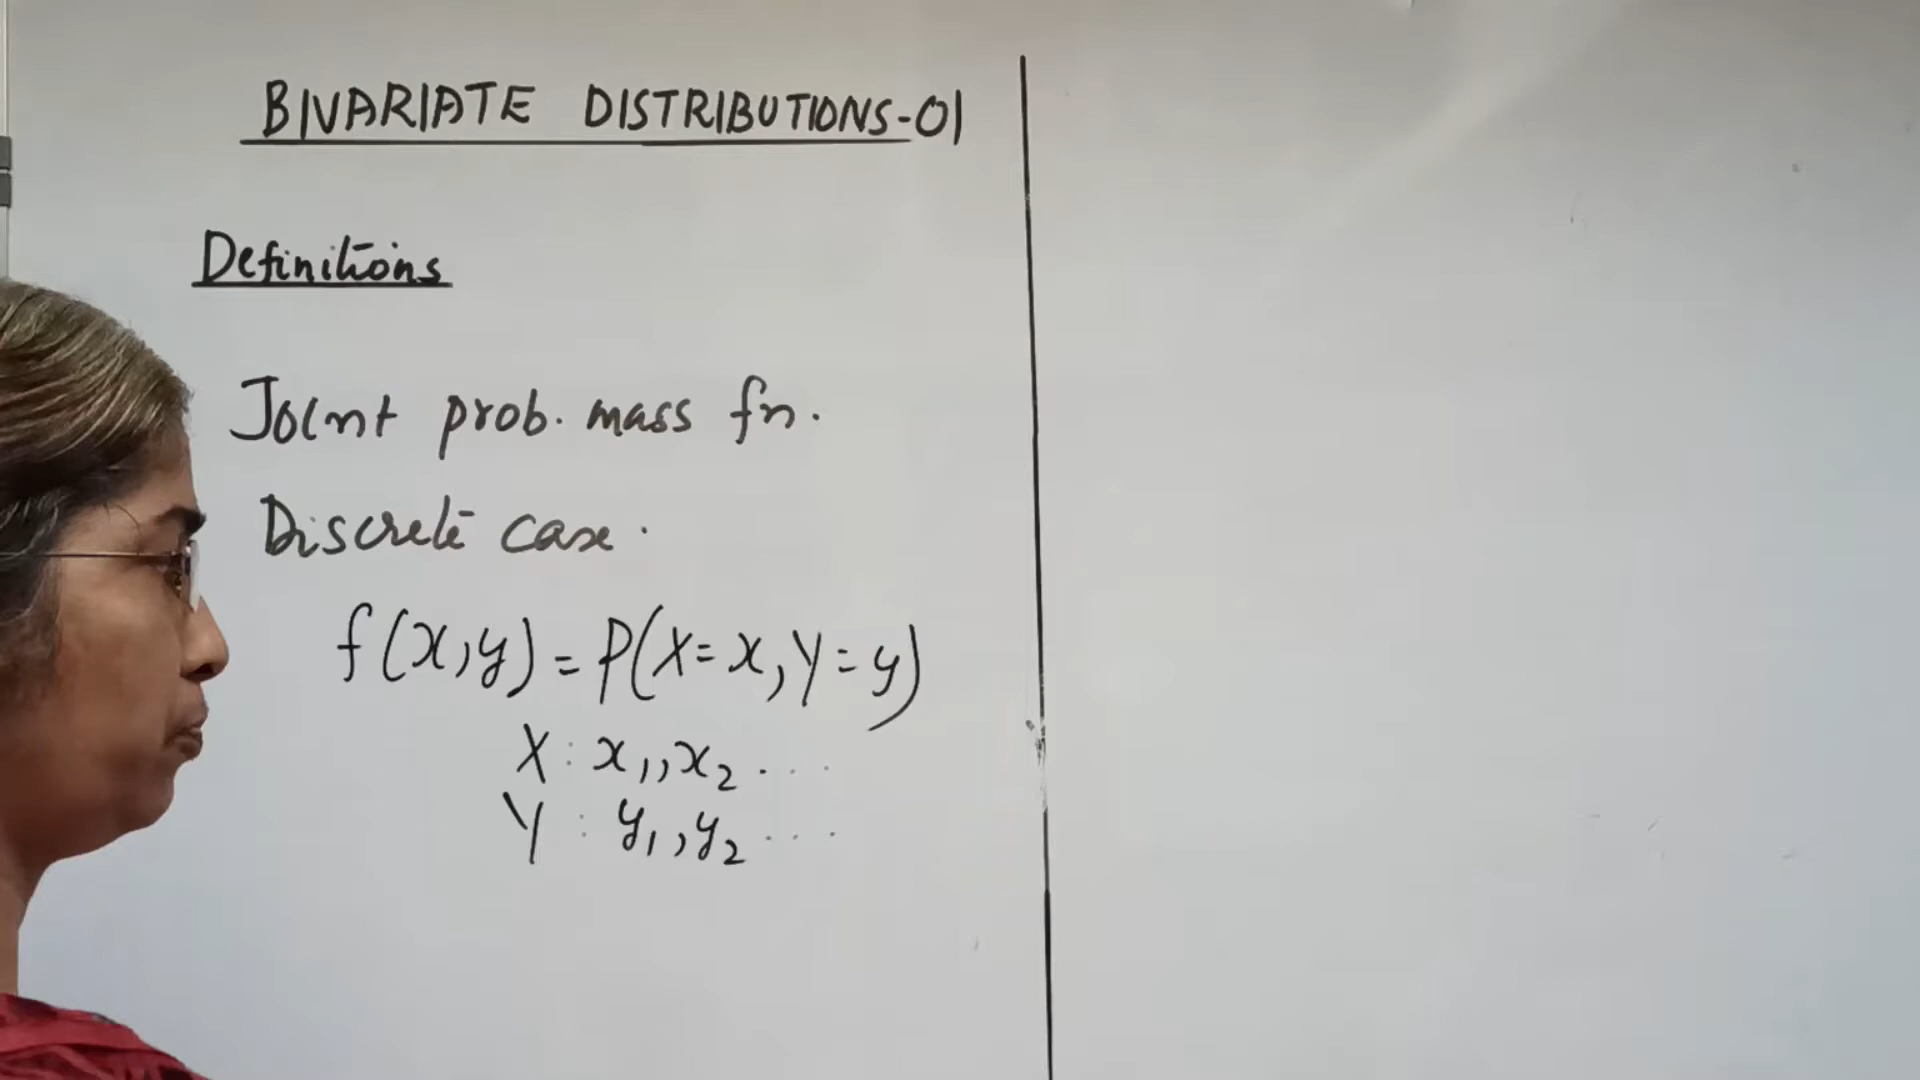 BIVARIATE DISTRIBUTIONS-01
Definitions
Joint prob. mass fn.
Discrete case.
f(x,y) = P(X=x, Y=y)
X : x₁,,x₂ . . . .
Y : y₁,y₂ . . . .